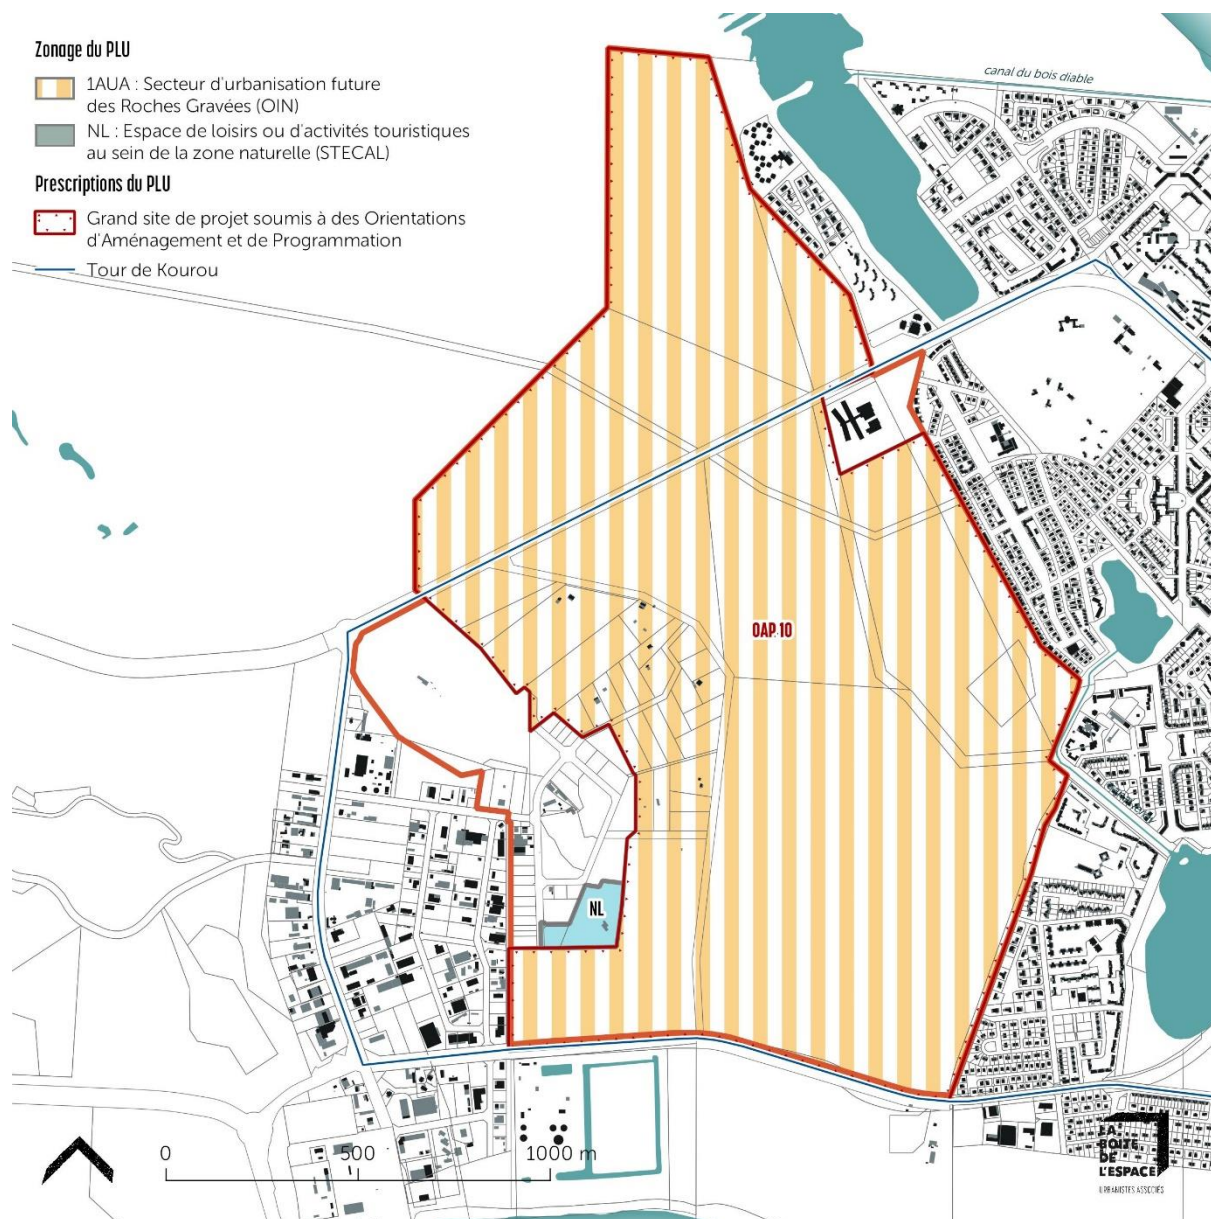 Zonage du PLU
1AUA : Secteur d'urbanisation future
des Roches Gravées (OIN)
NL : Espace de loisirs ou d'activités touristiques
au sein de la zone naturelle (STECAL)
Prescriptions du PLU
Grand site de projet soumis à des Orientations
d'Aménagement et de Programmation
Tour de Kourou
canal du bois diable
OAP 10
NL
0 500 1000 m
LA
BOITE
DE
L'ESPACE
URBANISTES ASSOCIÉS